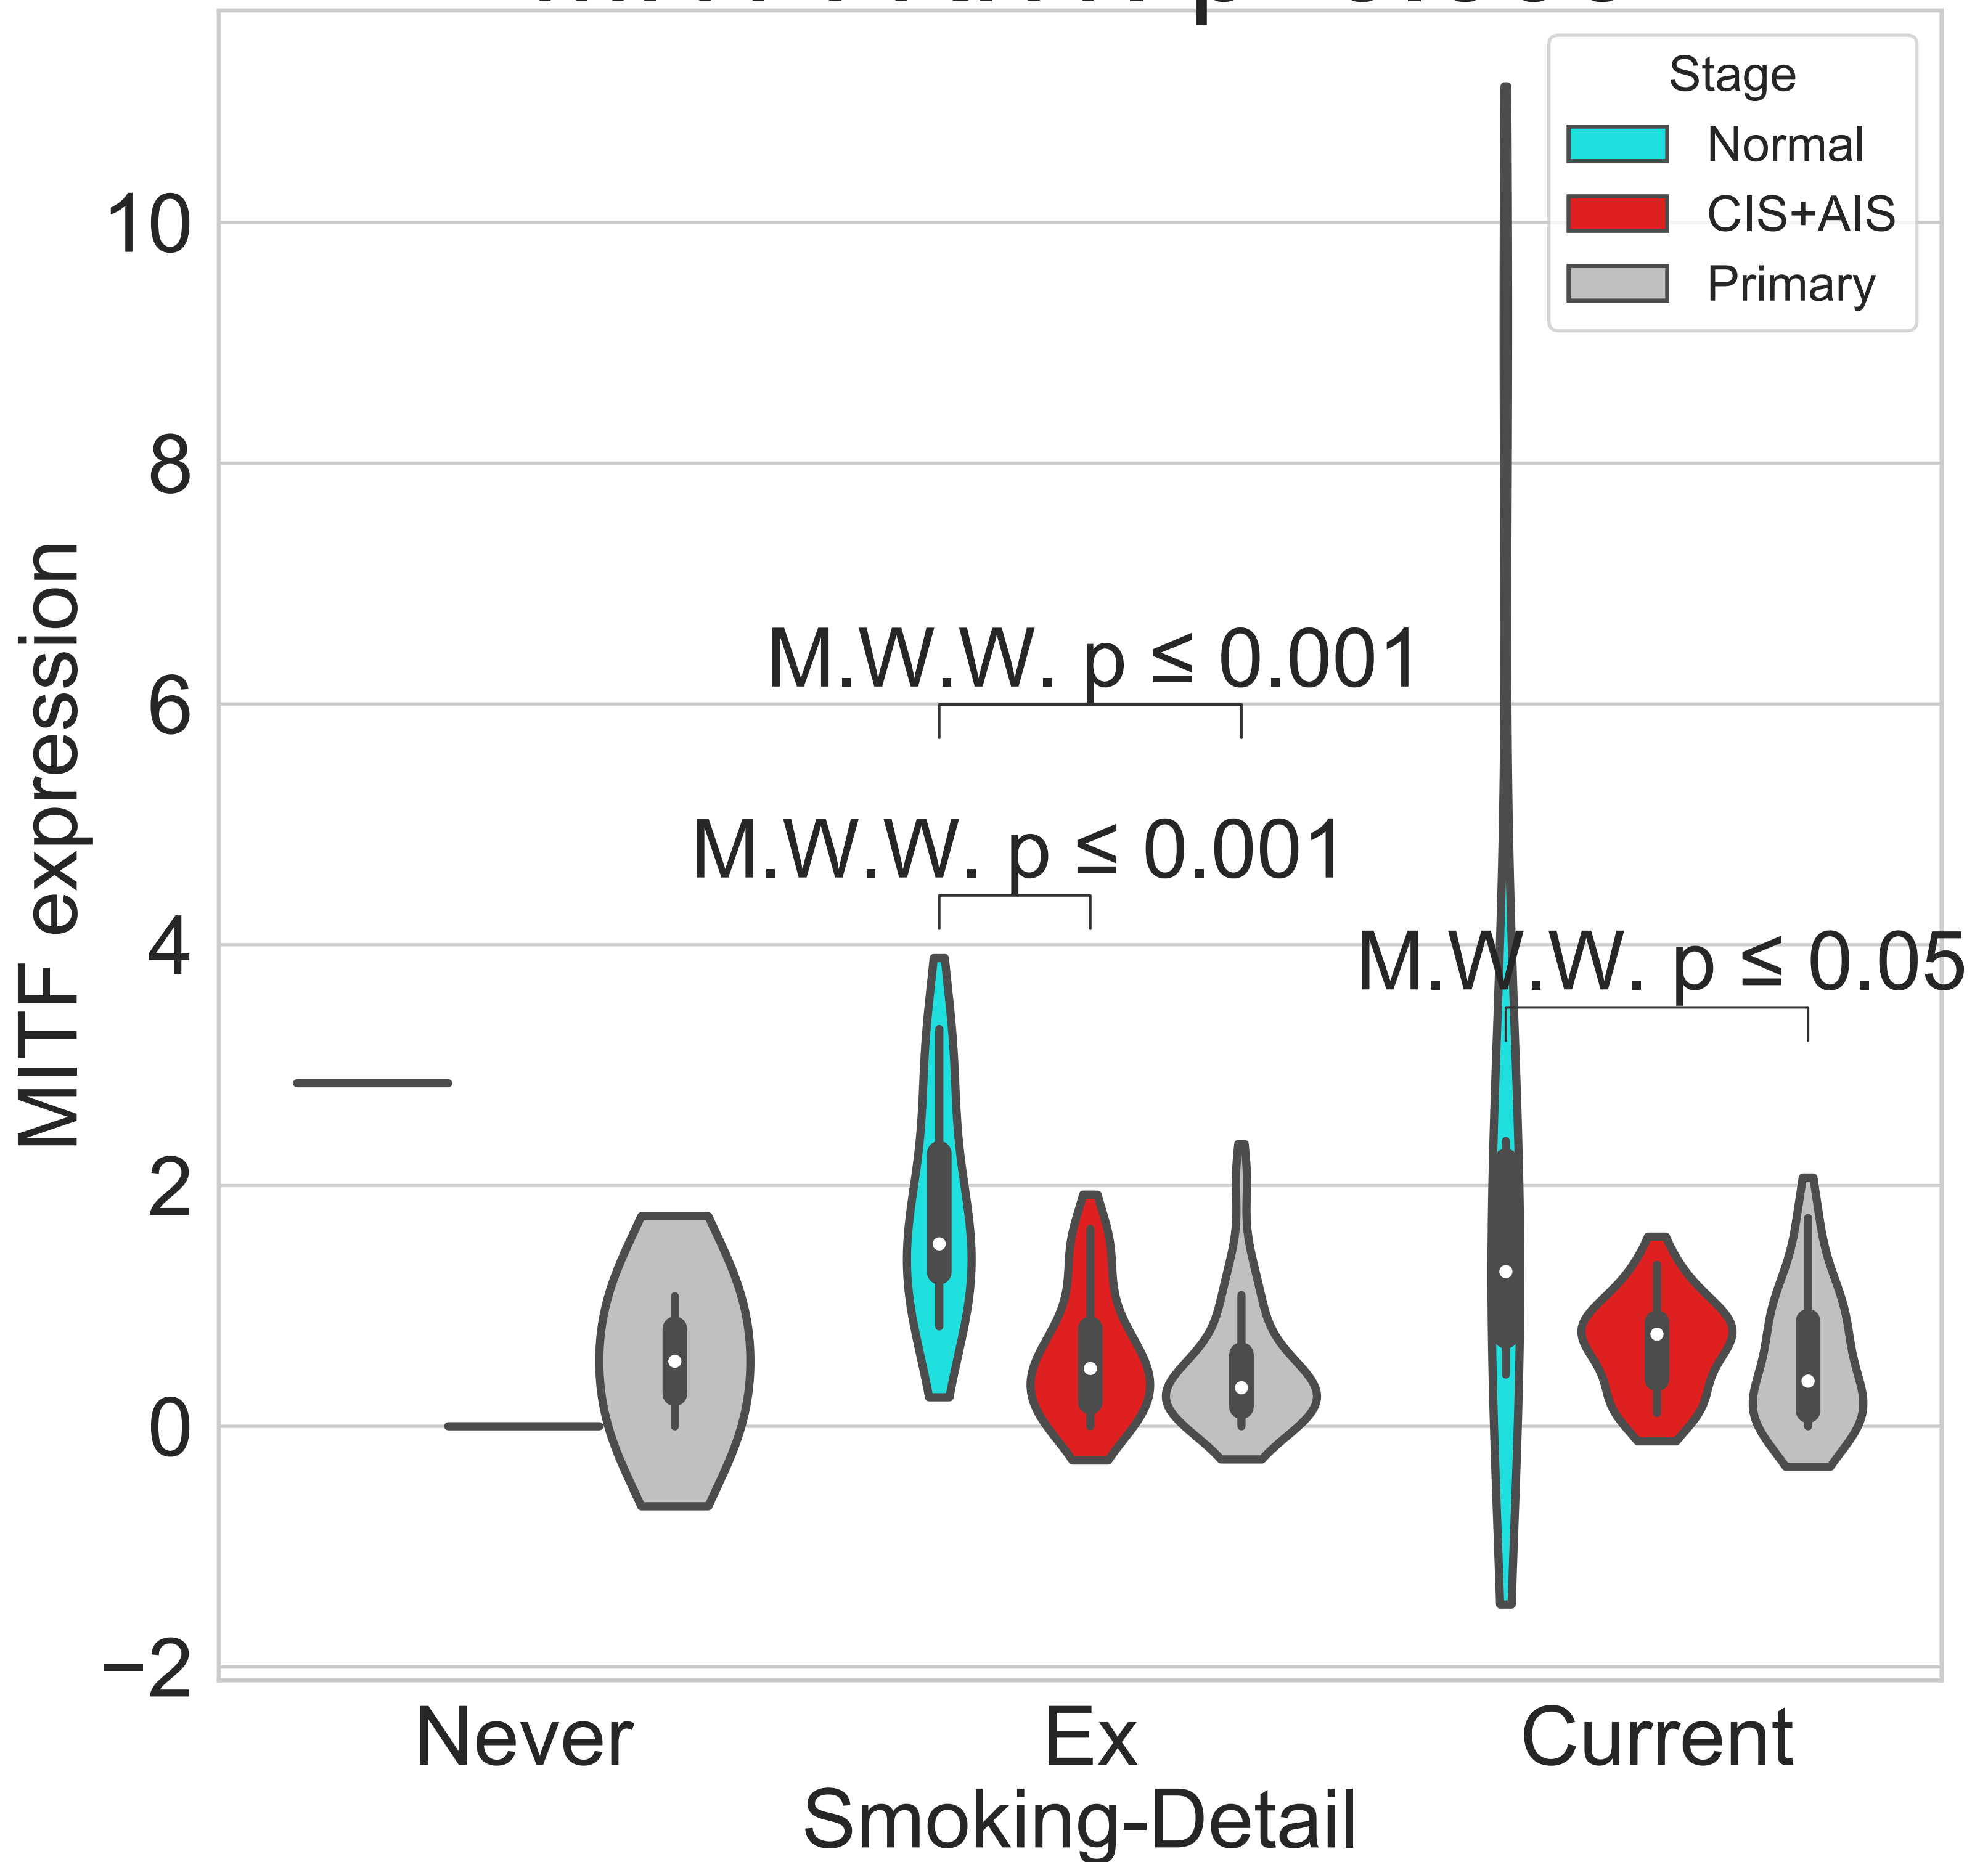 Stage
Normal
CIS+AIS
Primary
10
8
6
4
2
0
−2
MITF expression
M.W.W. p ≤ 0.001
M.W.W. p ≤ 0.001
M.W.W. p ≤ 0.05
Never
Ex
Current
Smoking-Detail